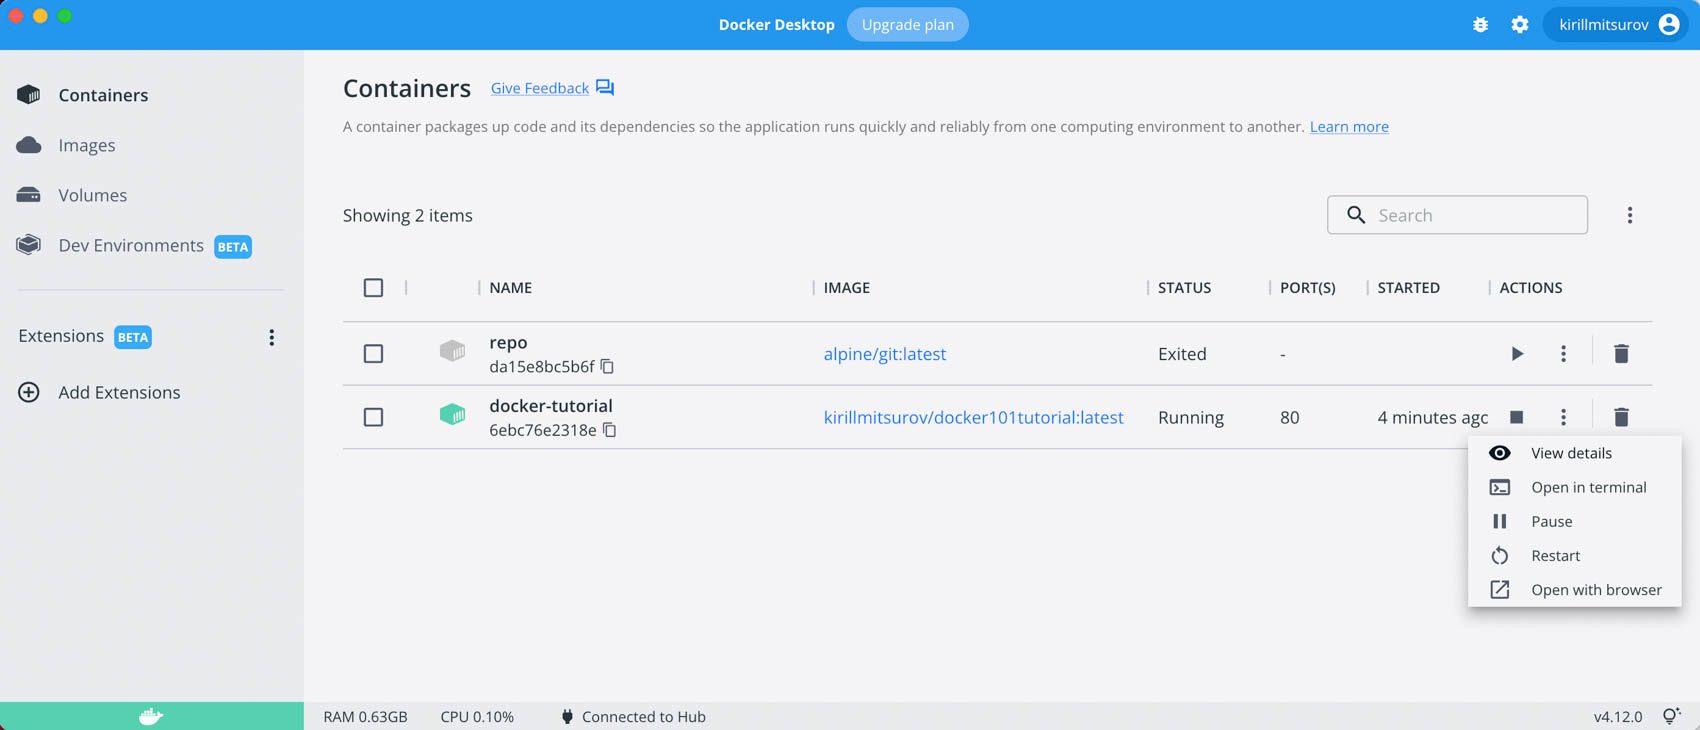 Docker Desktop Upgrade plan kirillmitsurov
Containers
Images
Volumes
Dev Environments BETA
Extensions BETA
Add Extensions
Containers Give Feedback
A container packages up code and its dependencies so the application runs quickly and reliably from one computing environment to another. Learn more
Showing 2 items Search
NAME IMAGE STATUS PORT(S) STARTED ACTIONS
repo
da15e8bc5b6f alpine/git:latest Exited -
docker-tutorial
6ebc76e2318e kirillmitsurov/docker101tutorial:latest Running 80 4 minutes agc
View details
Open in terminal
Pause
Restart
Open with browser
RAM 0.63GB CPU 0.10% Connected to Hub v4.12.0